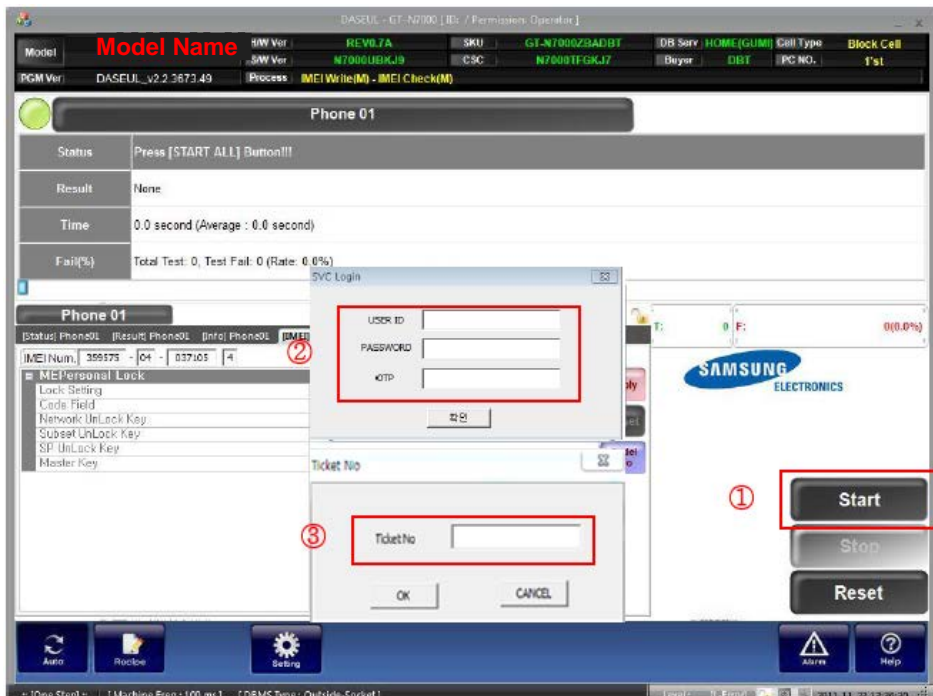 DASEUL - GT-N7000 [ ID: / Permission: Operator ]
Model Model Name H/W Ver REV0.7A SKU GT-N7000ZBADBT DB Serv HOME(GUMI) Cell Type Block Cell
S/W Ver N7000UBKJ9 CSC N7000TFGKJ7 Buyer DBT PC NO. 1'st
PGM Ver DASEUL_v2.2.3673.49 Process IMEI Write(M) - IMEI Check(M)
Phone 01
Status Press [START ALL] Button!!!
Result None
Time 0.0 second (Average : 0.0 second)
Fail(%) Total Test: 0, Test Fail: 0 (Rate: 0.0%)
SVC Login
② USER ID
PASSWORD
OTP
확인
Phone 01
[Status] Phone01 [Result] Phone01 [Info] Phone01 [IMEI]
IMEI Num. 359575 - 04 - 037105 4
MEPersonal Lock
Lock Setting
Code Field
Network UnLock Key
Subset UnLock Key
SP UnLock Key
Master Key
T: 0 F: 0(0.0%)
SAMSUNG
ELECTRONICS
Ticket No
③ Ticket No
OK CANCEL
① Start
Stop
Reset
Auto Recipe Setting Alarm Help
:: [One Step] :: [ Machine Freq : 100 ms ] [ DBMS Type : Outside-Socket ]